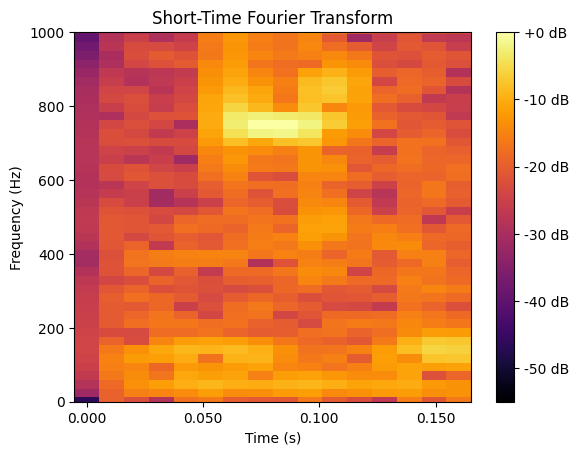 Short-Time Fourier Transform
1000
800
600
400
200
0
Frequency (Hz)
0.000
0.050
0.100
0.150
Time (s)
+0 dB
-10 dB
-20 dB
-30 dB
-40 dB
-50 dB